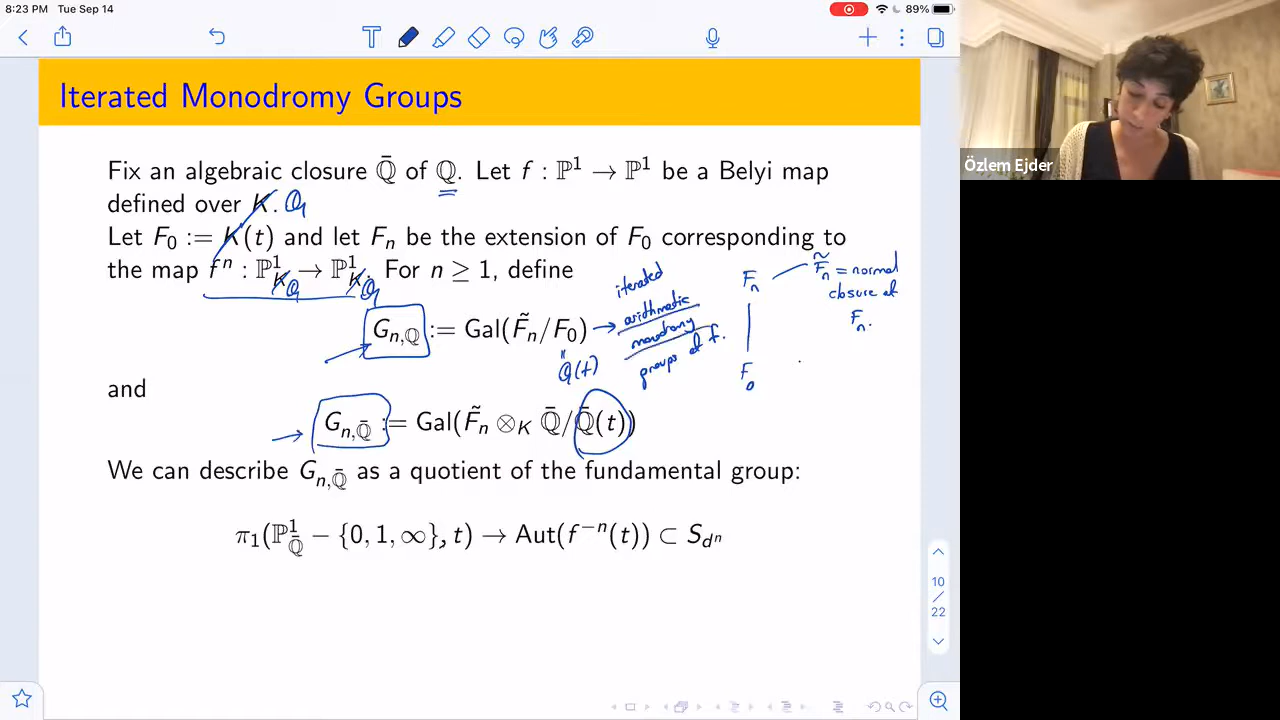 8:23 PM Tue Sep 14
89%
Iterated Monodromy Groups
Fix an algebraic closure ℚ̄ of ℚ. Let f : ℙ¹ → ℙ¹ be a Belyi map
defined over K. ℚ
Let F₀ := K(t) and let Fₙ be the extension of F₀ corresponding to
the map fⁿ : ℙ¹_K → ℙ¹_K. For n ≥ 1, define
ℚ ℚ
F̃ₙ = normal
closure of
Fₙ.
Fₙ
F₀
G_{n,ℚ} := Gal(F̃ₙ/F₀) →
iterated
arithmetic
monodromy
groups of f.
ℚ(t)
and
→ G_{n,ℚ̄} := Gal(F̃ₙ ⊗_K ℚ̄/ℚ̄(t))
We can describe G_{n,ℚ̄} as a quotient of the fundamental group:
π₁(ℙ¹_ℚ̄ − {0, 1, ∞}, t) → Aut(f⁻ⁿ(t)) ⊂ S_{dⁿ}
10
/
22
Özlem Ejder